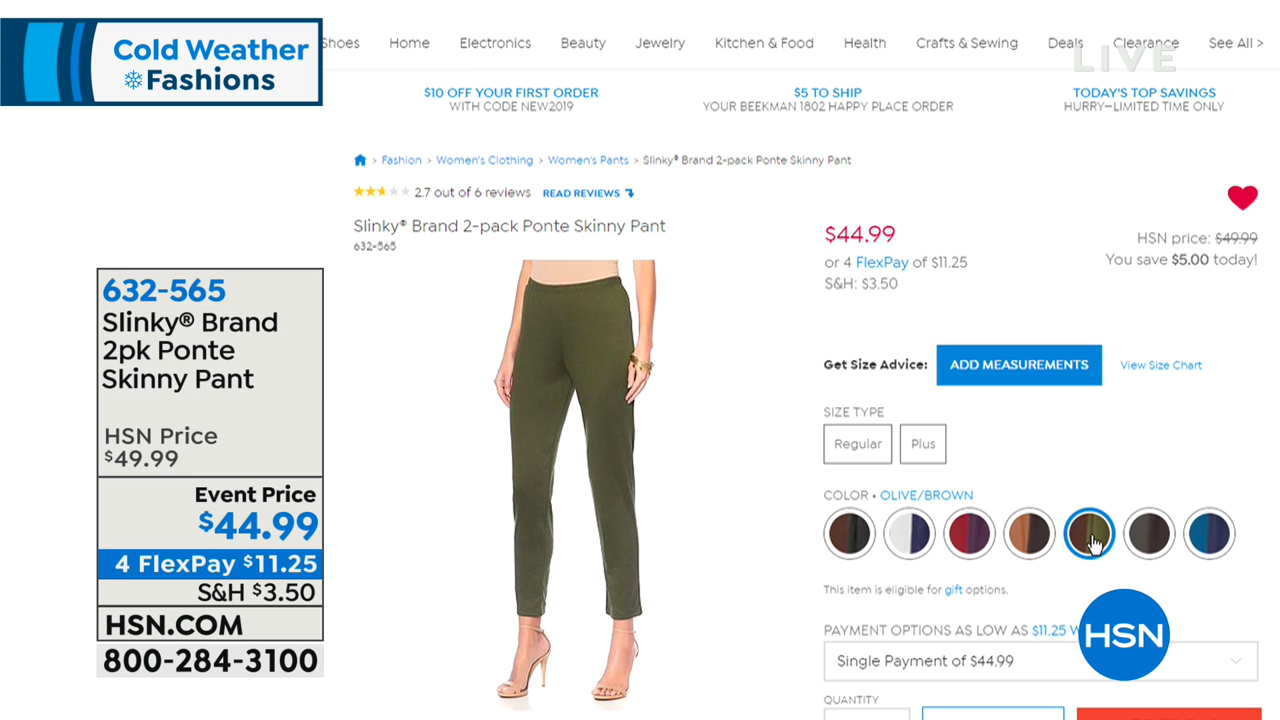 Cold Weather
Fashions
Shoes Home Electronics Beauty Jewelry Kitchen & Food Health Crafts & Sewing Deals Clearance See All >
LIVE
$10 OFF YOUR FIRST ORDER
WITH CODE NEW2019
$5 TO SHIP
YOUR BEEKMAN 1802 HAPPY PLACE ORDER
TODAY'S TOP SAVINGS
HURRY—LIMITED TIME ONLY
> Fashion > Women's Clothing > Women's Pants > Slinky® Brand 2-pack Ponte Skinny Pant
2.7 out of 6 reviews READ REVIEWS
Slinky® Brand 2-pack Ponte Skinny Pant
632-565
$44.99
or 4 FlexPay of $11.25
S&H: $3.50
HSN price: $49.99
You save $5.00 today!
632-565
Slinky® Brand
2pk Ponte
Skinny Pant
HSN Price
$49.99
Event Price
$44.99
4 FlexPay $11.25
S&H $3.50
HSN.COM
800-284-3100
Get Size Advice: ADD MEASUREMENTS View Size Chart
SIZE TYPE
Regular Plus
COLOR • OLIVE/BROWN
This item is eligible for gift options.
PAYMENT OPTIONS AS LOW AS $11.25 W
HSN
Single Payment of $44.99
QUANTITY